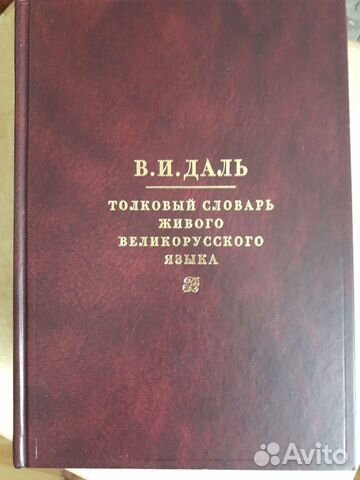 В.И.ДАЛЬ
ТОЛКОВЫЙ СЛОВАРЬ
ЖИВОГО
ВЕЛИКОРУССКОГО
ЯЗЫКА
Avito